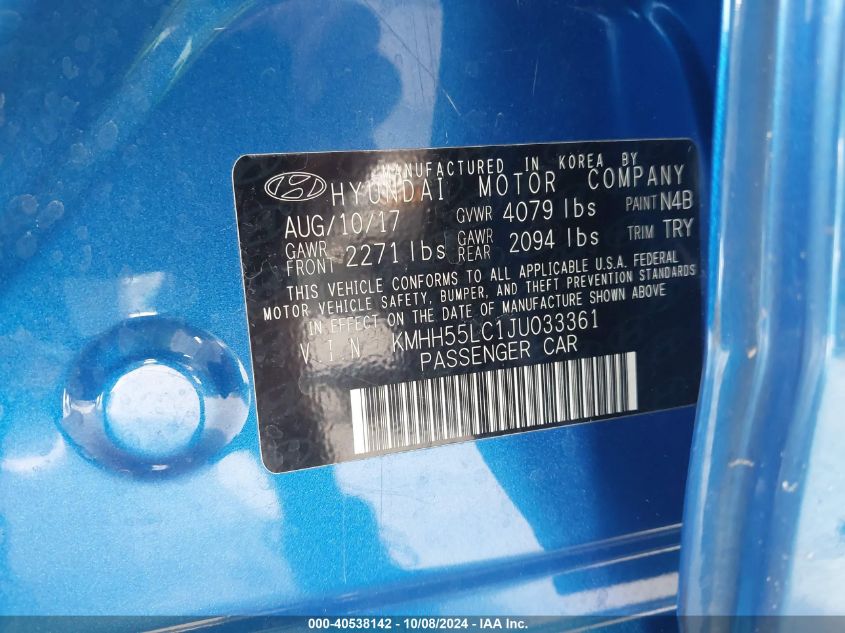 MANUFACTURED IN KOREA BY
HYUNDAI MOTOR COMPANY
AUG/10/17 GVWR 4079 lbs PAINT N4B
GAWR FRONT 2271 lbs GAWR REAR 2094 lbs TRIM TRY
THIS VEHICLE CONFORMS TO ALL APPLICABLE U.S.A. FEDERAL
MOTOR VEHICLE SAFETY, BUMPER, AND THEFT PREVENTION STANDARDS
IN EFFECT ON THE DATE OF MANUFACTURE SHOWN ABOVE
V I N KMHH55LC1JU033361
PASSENGER CAR
000-40538142 - 10/08/2024 - IAA Inc.